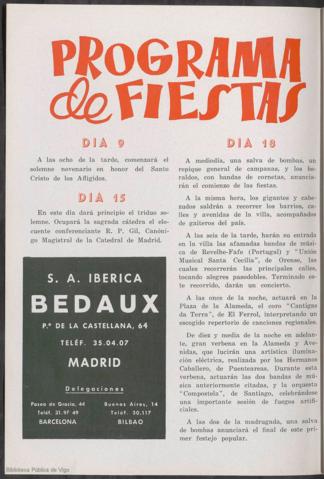 PROGRAMA
de FIESTAS
DIA 9
A las ocho de la tarde, comenzará el
solemne novenario en honor del Santo
Cristo de los Afligidos.
DIA 15
En este día dará principio el triduo so-
lemne. Ocupará la sagrada cátedra el elo-
cuente conferenciante R. P. Gil, Canóni-
go Magistral de la Catedral de Madrid.
S. A. IBERICA
BEDAUX
P.º DE LA CASTELLANA, 64
TELÉF. 35.04.07
MADRID
Delegaciones
Paseo de Gracia, 44
Teléf. 31.97 49
BARCELONA
Buenos Aires, 14
Teléf. 30.117
BILBAO
DIA 18
A mediodía, una salva de bombas, un
repique general de campanas, y los he-
raldos, con bandas de cornetas, anuncia-
rán el comienzo de las fiestas.
A la misma hora, los gigantes y cabe-
zudos saldrán a recorrer los barrios, ca-
lles y avenidas de la villa, acompañados
de gaiteros del país.
A las seis de la tarde, harán su entrada
en la villa las afamadas bandas de músi-
ca de Revelhe-Fafe (Portugal) y "Unión
Musical Santa Cecilia", de Orense, las
cuales recorrerán las principales calles,
tocando alegres pasodobles. Terminado es-
te recorrido, darán un concierto.
A las once de la noche, actuará en la
Plaza de la Alameda, el coro "Cantigas
da Terra", de El Ferrol, interpretando un
escogido repertorio de canciones regionales.
De diez y media de la noche en adelan-
te, gran verbena en la Alameda y Ave-
nidas, que lucirán una artística ilumina-
ción eléctrica, realizada por los Hermanos
Caballero, de Puenteareas. Durante esta
verbena, actuarán las dos bandas de mú-
sica anteriormente citadas, y la orquesta
"Compostela", de Santiago, celebrándose
una importante sesión de fuegos artifi-
ciales.
A las dos de la madrugada, una salva
de bombas anunciará el final de este pri-
mer festejo popular.
Biblioteca Pública de Vigo